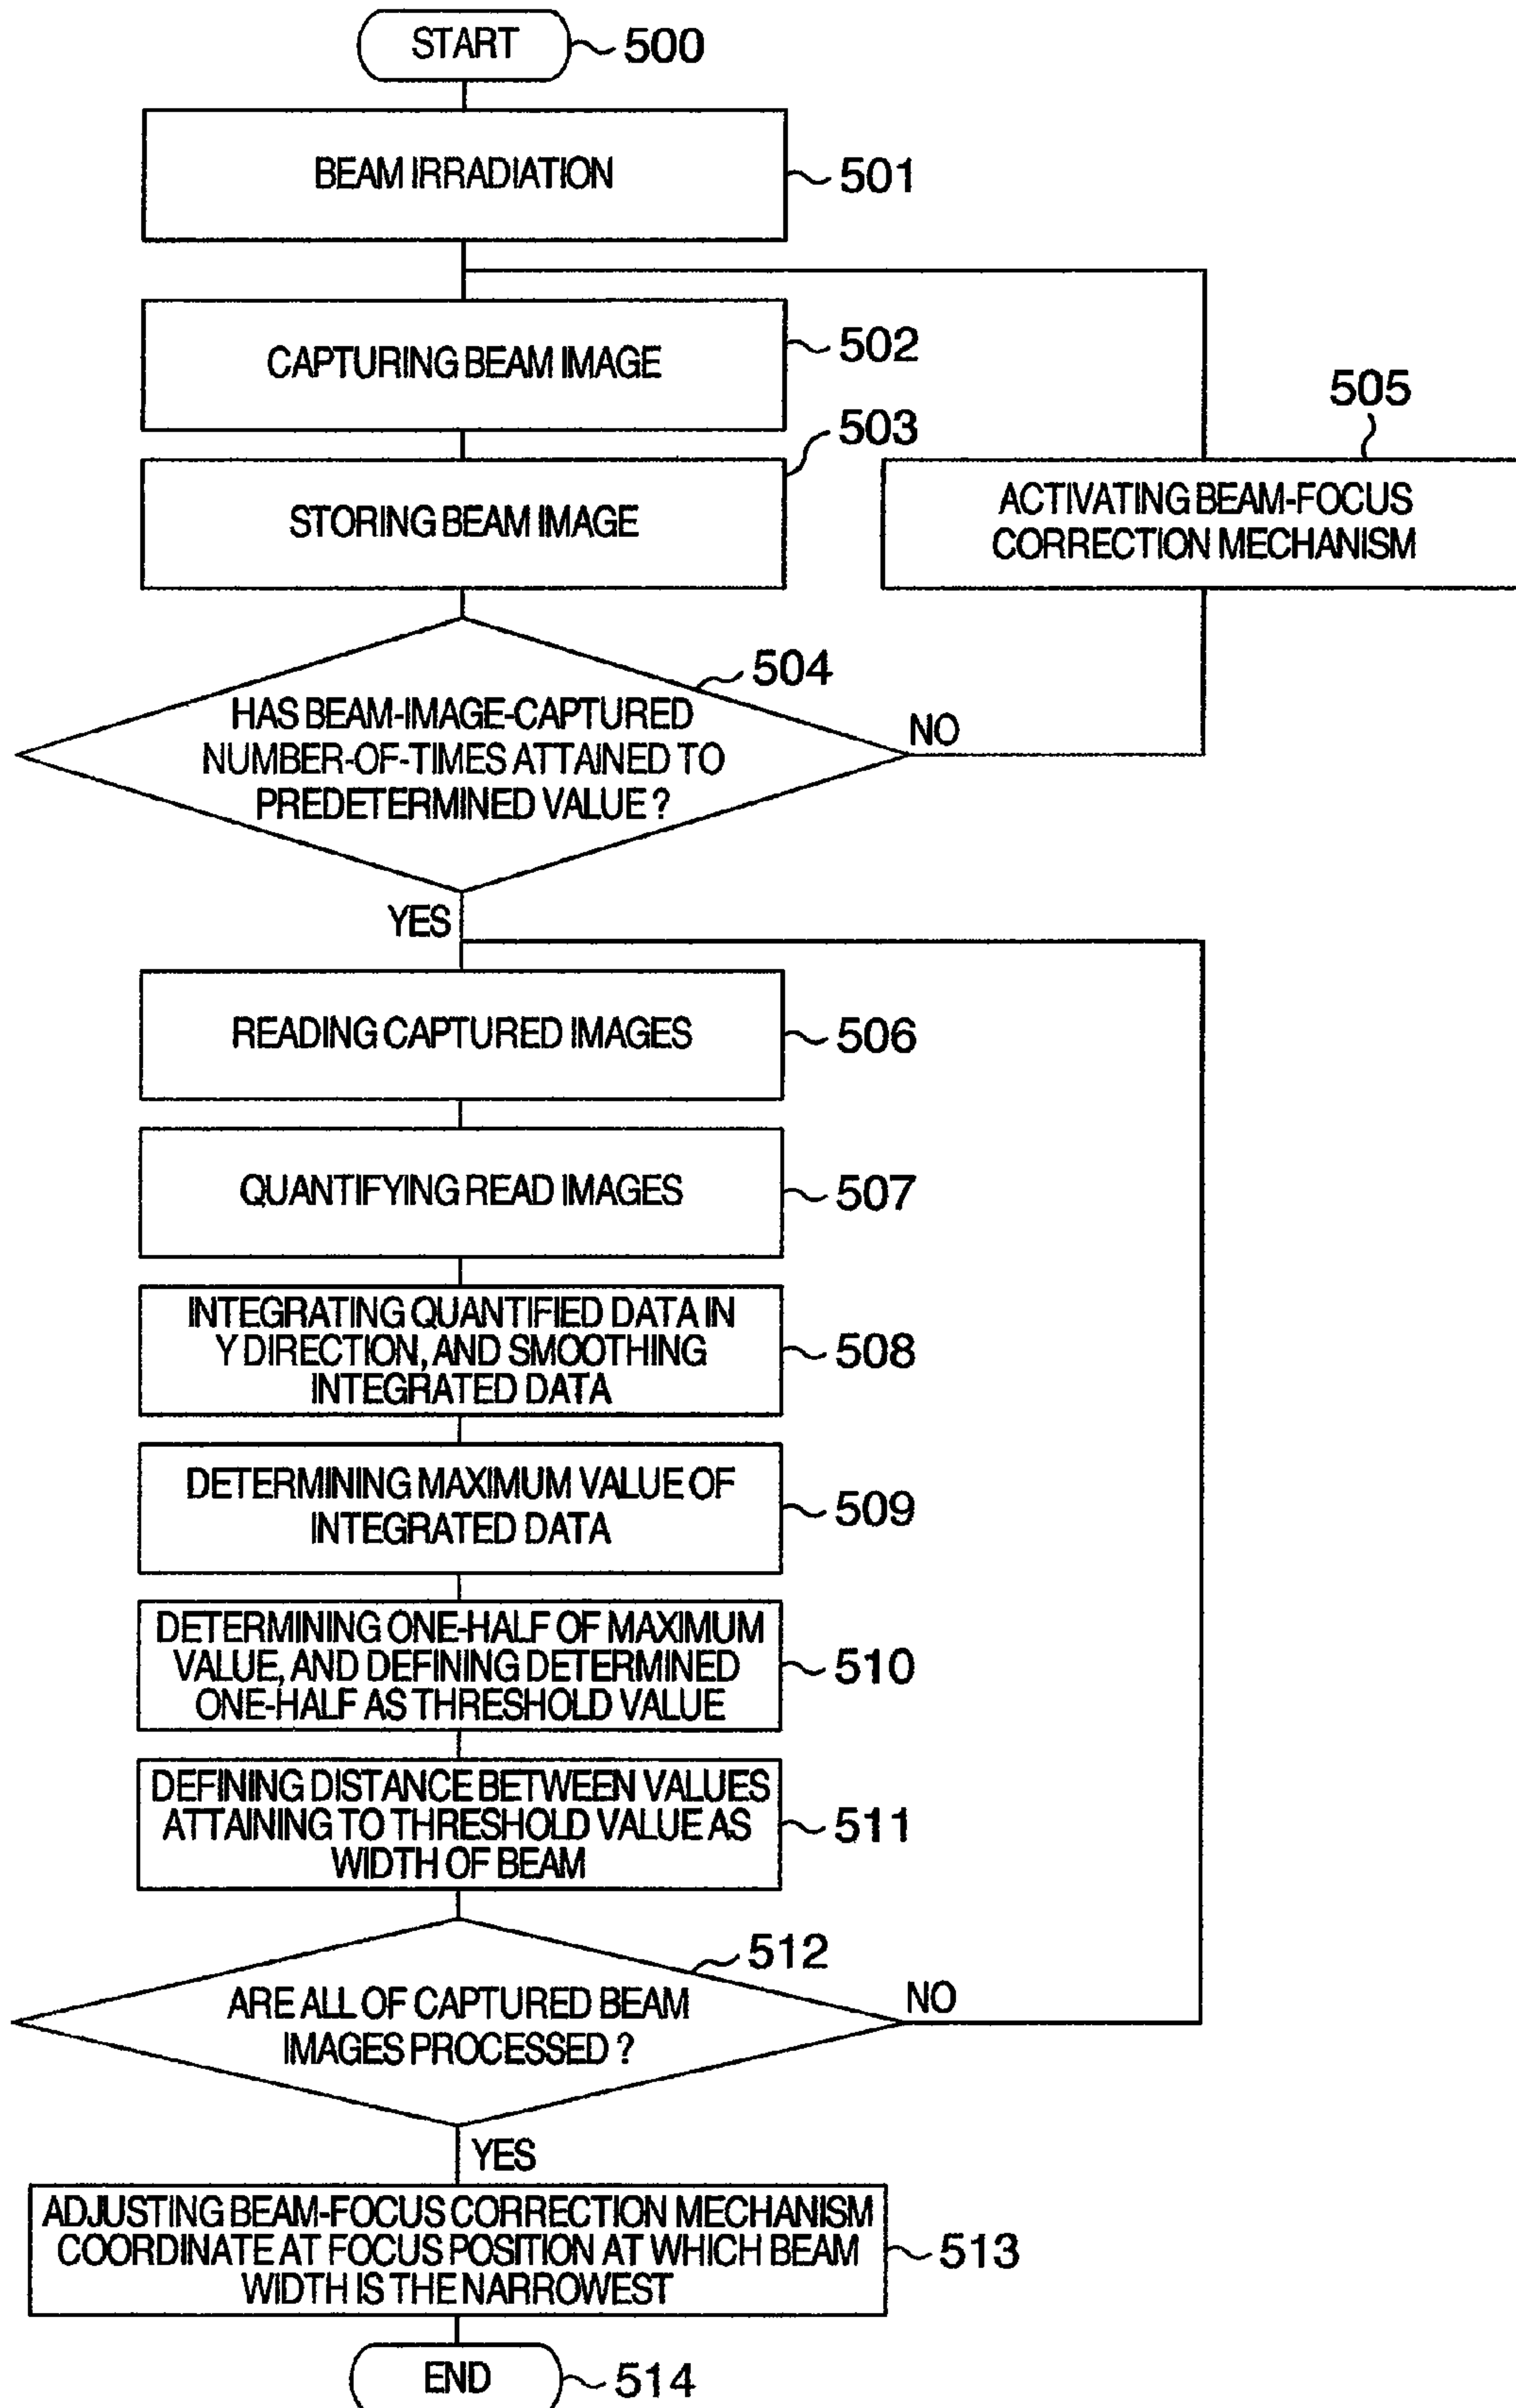 START
500
BEAM IRRADIATION
501
CAPTURING BEAM IMAGE
502
STORING BEAM IMAGE
503
505
ACTIVATING BEAM-FOCUS
CORRECTION MECHANISM
504
HAS BEAM-IMAGE-CAPTURED
NUMBER-OF-TIMES ATTAINED TO
PREDETERMINED VALUE ?
NO
YES
READING CAPTURED IMAGES
506
QUANTIFYING READ IMAGES
507
INTEGRATING QUANTIFIED DATA IN
Y DIRECTION, AND SMOOTHING
INTEGRATED DATA
508
DETERMINING MAXIMUM VALUE OF
INTEGRATED DATA
509
DETERMINING ONE-HALF OF MAXIMUM
VALUE, AND DEFINING DETERMINED
ONE-HALF AS THRESHOLD VALUE
510
DEFINING DISTANCE BETWEEN VALUES
ATTAINING TO THRESHOLD VALUE AS
WIDTH OF BEAM
511
512
ARE ALL OF CAPTURED BEAM
IMAGES PROCESSED ?
NO
YES
ADJUSTING BEAM-FOCUS CORRECTION MECHANISM
COORDINATE AT FOCUS POSITION AT WHICH BEAM
WIDTH IS THE NARROWEST
513
END
514